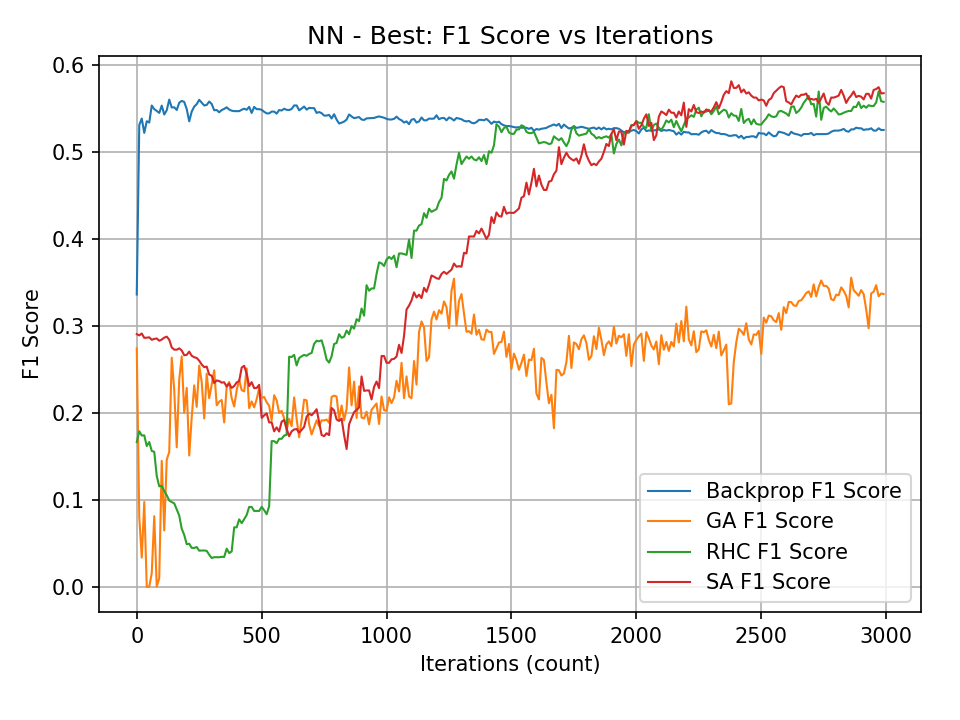 NN - Best: F1 Score vs Iterations
F1 Score
0.6
0.5
0.4
0.3
0.2
0.1
0.0
0 500 1000 1500 2000 2500 3000
Iterations (count)
Backprop F1 Score
GA F1 Score
RHC F1 Score
SA F1 Score